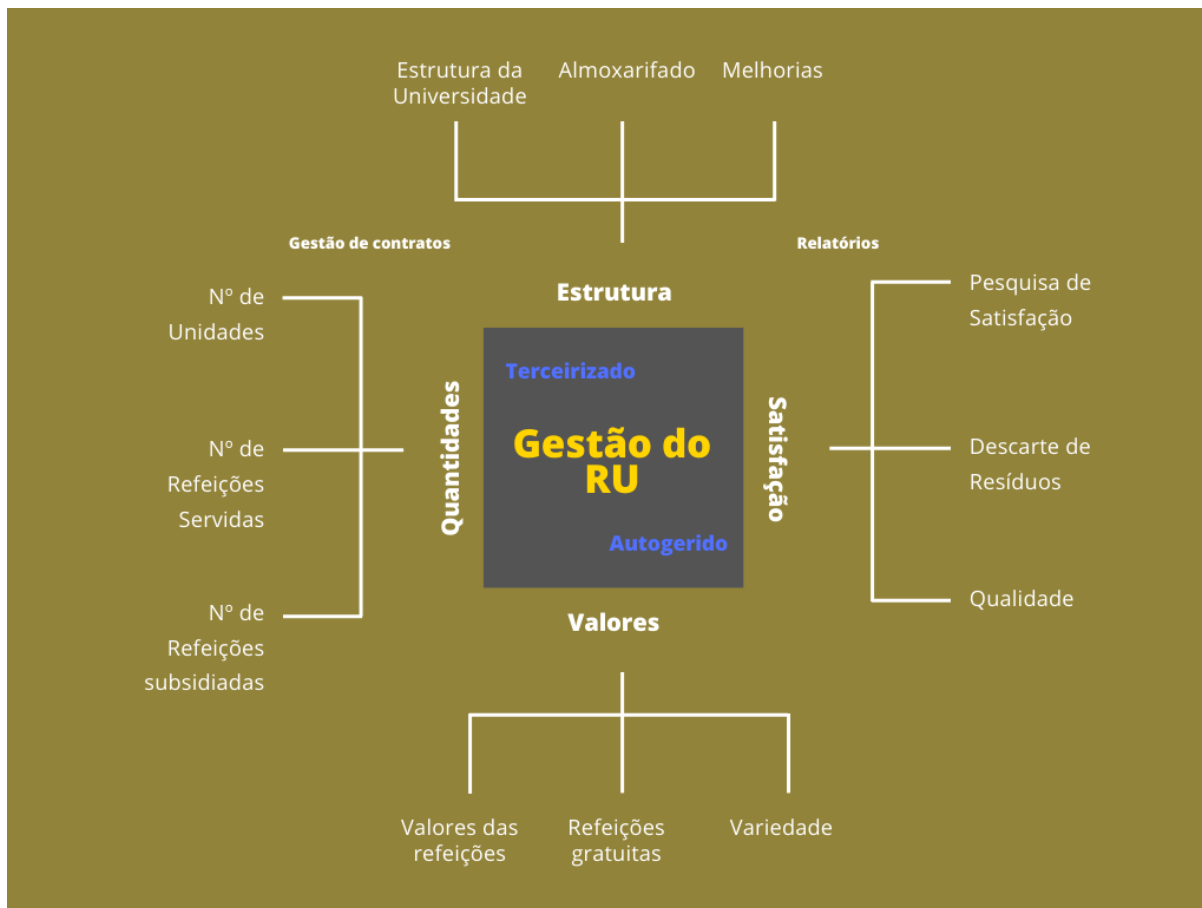 Estrutura da
Universidade
Almoxarifado
Melhorias
Gestão de contratos
Relatórios
Estrutura
Nº de
Unidades
Nº de
Refeições
Servidas
Nº de
Refeições
subsidiadas
Quantidades
Terceirizado
Gestão do
RU
Autogerido
Satisfação
Pesquisa de
Satisfação
Descarte de
Resíduos
Qualidade
Valores
Valores das
refeições
Refeições
gratuitas
Variedade